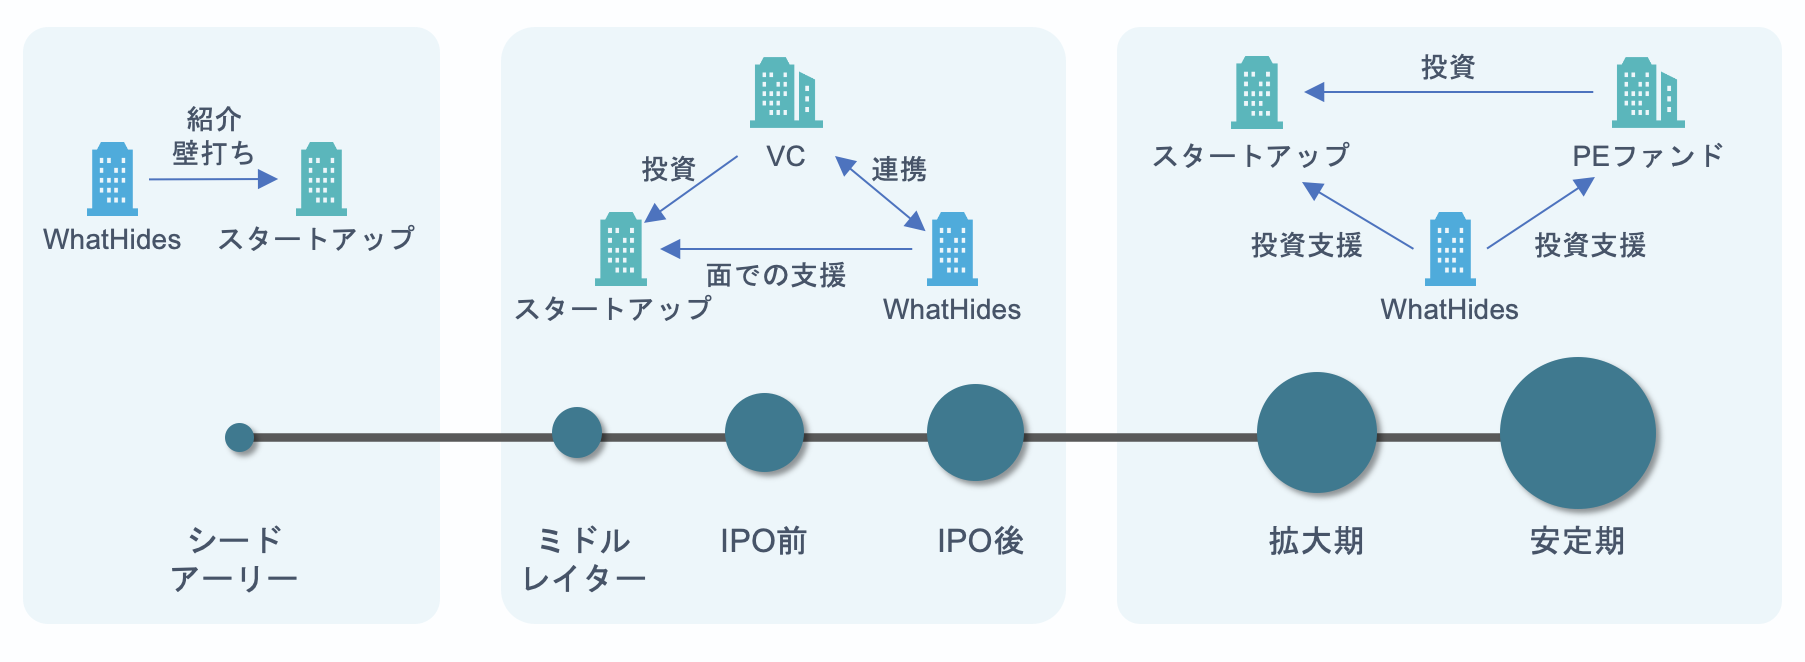 紹介
壁打ち
WhatHides
スタートアップ
VC
投資
連携
面での支援
スタートアップ
WhatHides
投資
スタートアップ
PEファンド
投資支援
投資支援
WhatHides
シード
アーリー
ミドル
レイター
IPO前
IPO後
拡大期
安定期